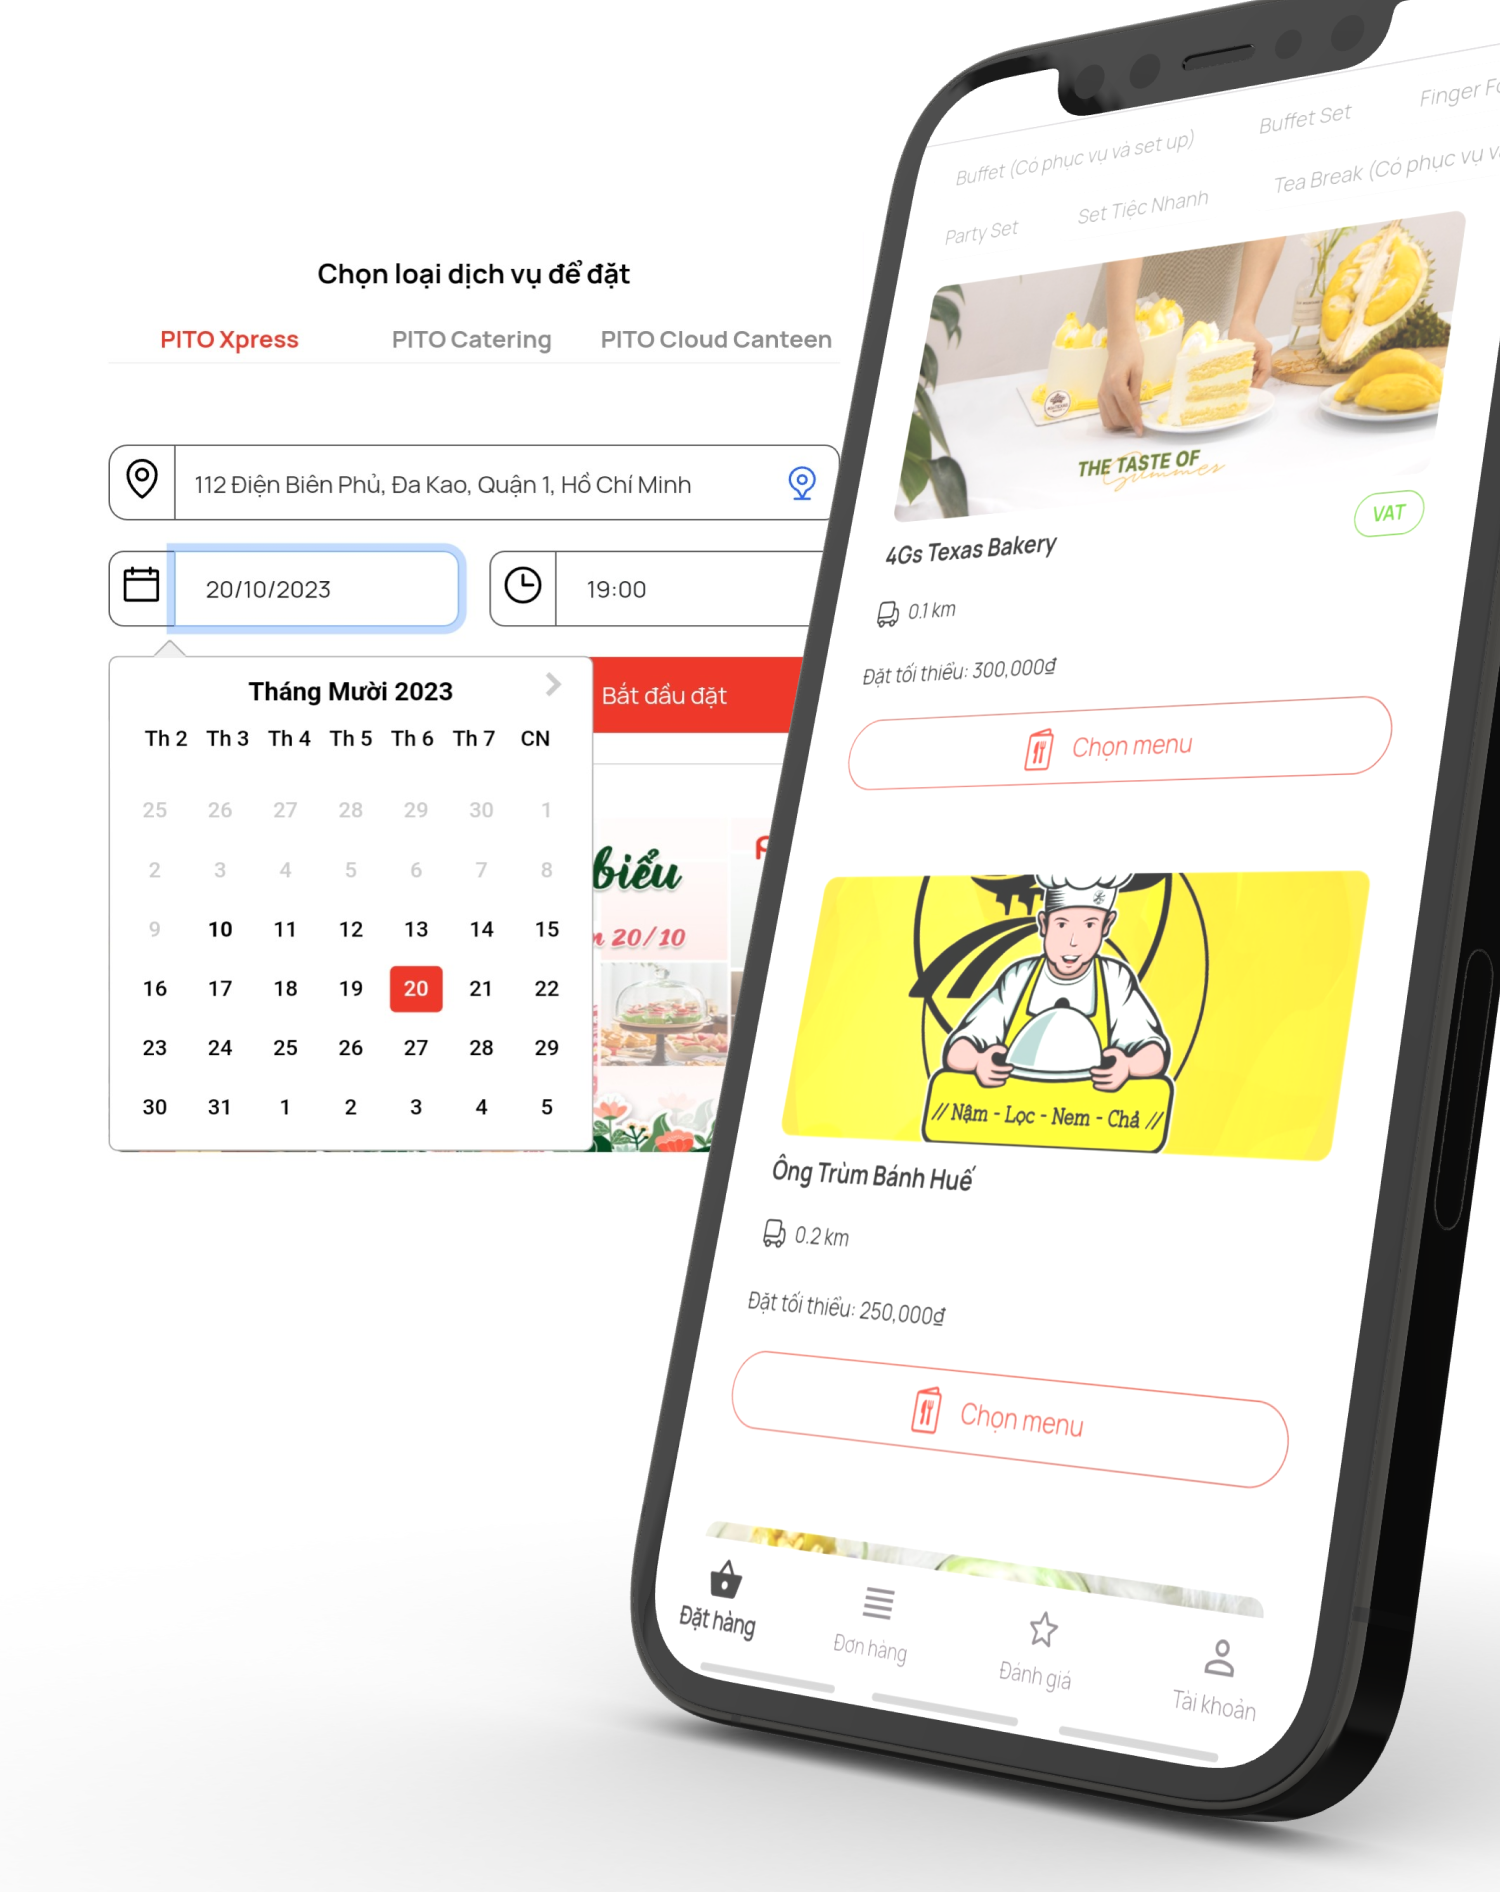 Chọn loại dịch vụ để đặt
PITO Xpress PITO Catering PITO Cloud Canteen
112 Điện Biên Phủ, Đa Kao, Quận 1, Hồ Chí Minh
20/10/2023 19:00
Tháng Mười 2023
Th 2 Th 3 Th 4 Th 5 Th 6 Th 7 CN
25 26 27 28 29 30 1
2 3 4 5 6 7 8
9 10 11 12 13 14 15
16 17 18 19 20 21 22
23 24 25 26 27 28 29
30 31 1 2 3 4 5
Bắt đầu đặt
biểu
20/10
Buffet (Có phục vụ và set up) Buffet Set Finger
Party Set Set Tiệc Nhanh Tea Break (Có phục vụ
THE TASTE OF
Summes
4Gs Texas Bakery
VAT
0.1 km
Đặt tối thiểu: 300,000đ
Chọn menu
// Nậm - Lọc - Nem - Chả //
Ông Trùm Bánh Huế
0.2 km
Đặt tối thiểu: 250,000đ
Chọn menu
Đặt hàng Đơn hàng Đánh giá Tài khoản